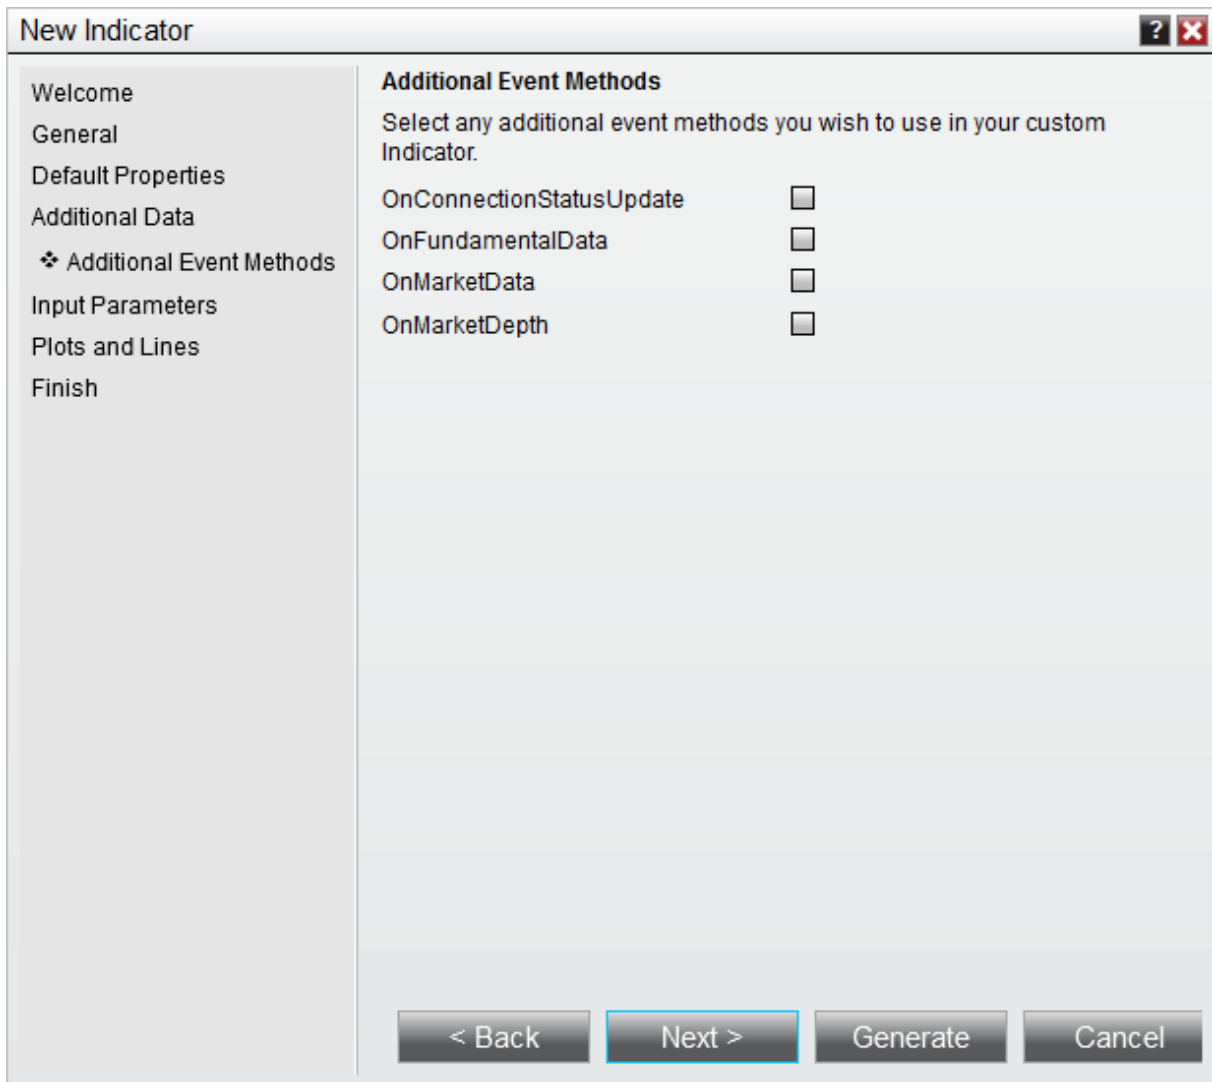 New Indicator
?
Welcome
General
Default Properties
Additional Data
Additional Event Methods
Input Parameters
Plots and Lines
Finish
Additional Event Methods
Select any additional event methods you wish to use in your custom
Indicator.
OnConnectionStatusUpdate
OnFundamentalData
OnMarketData
OnMarketDepth
< Back
Next >
Generate
Cancel